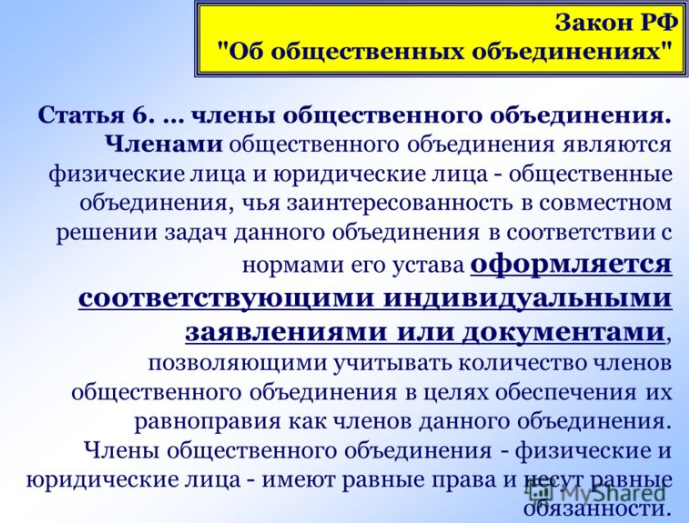 Закон РФ
"Об общественных объединениях"
Статья 6. ... члены общественного объединения.
Членами общественного объединения являются
физические лица и юридические лица - общественные
объединения, чья заинтересованность в совместном
решении задач данного объединения в соответствии с
нормами его устава оформляется
соответствующими индивидуальными
заявлениями или документами,
позволяющими учитывать количество членов
общественного объединения в целях обеспечения их
равноправия как членов данного объединения.
Члены общественного объединения - физические и
юридические лица - имеют равные права и несут равные
обязанности.
MyShared